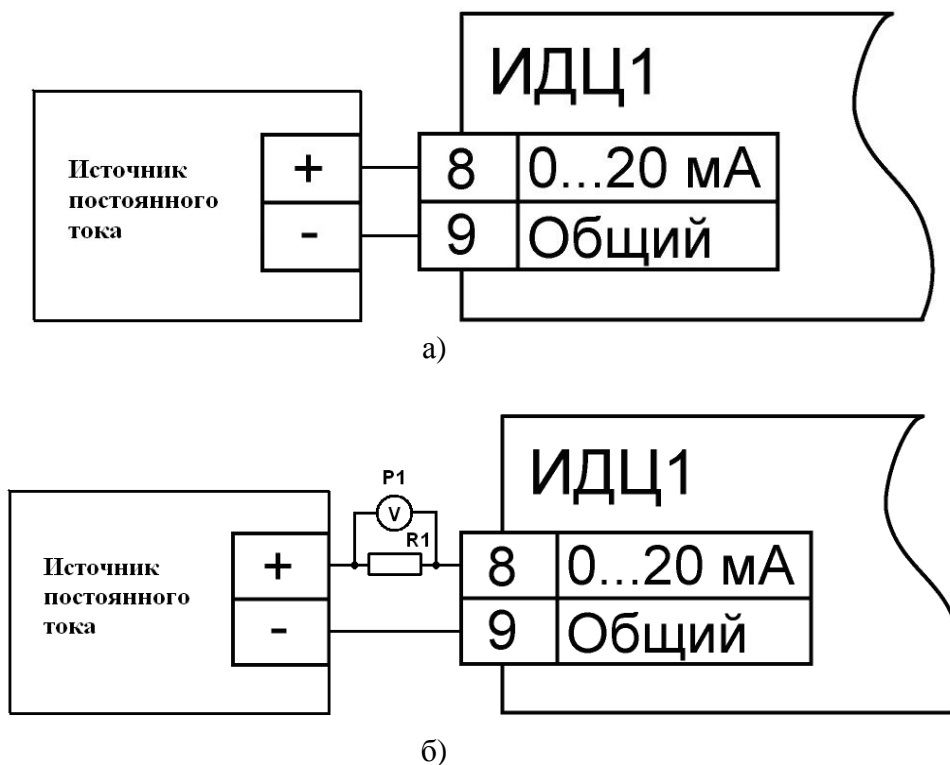 ИДЦ1
Источник
постоянного
тока
+
8
0...20 мА
-
9
Общий
а)
ИДЦ1
P1
V
R1
Источник
постоянного
тока
+
8
0...20 мА
-
9
Общий
б)